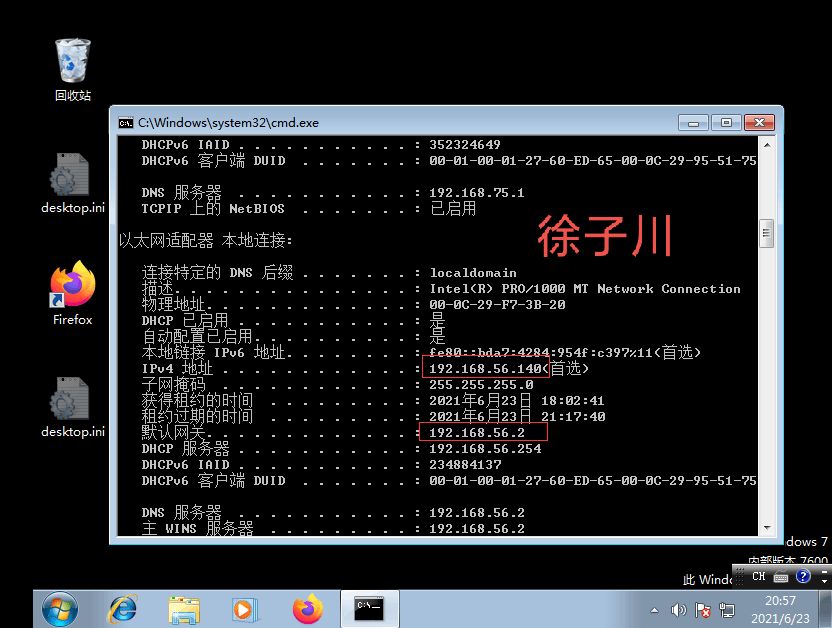 回收站
desktop.ini
Firefox
desktop.ini
C:\Windows\system32\cmd.exe
DHCPv6 IAID . . . . . . . . . . . : 352324649
DHCPv6 客户端 DUID  . . . . . . . : 00-01-00-01-27-60-ED-65-00-0C-29-95-51-75
DNS 服务器  . . . . . . . . . . . : 192.168.75.1
TCPIP 上的 NetBIOS  . . . . . . . : 已启用
徐子川
以太网适配器 本地连接:
连接特定的 DNS 后缀 . . . . . . . : localdomain
描述. . . . . . . . . . . . . . . : Intel(R) PRO/1000 MT Network Connection
物理地址. . . . . . . . . . . . . : 00-0C-29-F7-3B-20
DHCP 已启用 . . . . . . . . . . . : 是
自动配置已启用. . . . . . . . . . : 是
本地链接 IPv6 地址. . . . . . . . : fe80::bda7:4284:954f:c397%11(首选)
IPv4 地址 . . . . . . . . . . . . : 192.168.56.140(首选)
子网掩码  . . . . . . . . . . . . : 255.255.255.0
获得租约的时间  . . . . . . . . . : 2021年6月23日 18:02:41
租约过期的时间  . . . . . . . . . : 2021年6月23日 21:17:40
默认网关. . . . . . . . . . . . . : 192.168.56.2
DHCP 服务器 . . . . . . . . . . . : 192.168.56.254
DHCPv6 IAID . . . . . . . . . . . : 234884137
DHCPv6 客户端 DUID  . . . . . . . : 00-01-00-01-27-60-ED-65-00-0C-29-95-51-75
DNS 服务器  . . . . . . . . . . . : 192.168.56.2
主 WINS 服务器  . . . . . . . . . : 192.168.56.2
dows 7
内部版本 7600
此 Windo
CH
C:\
20:57
2021/6/23